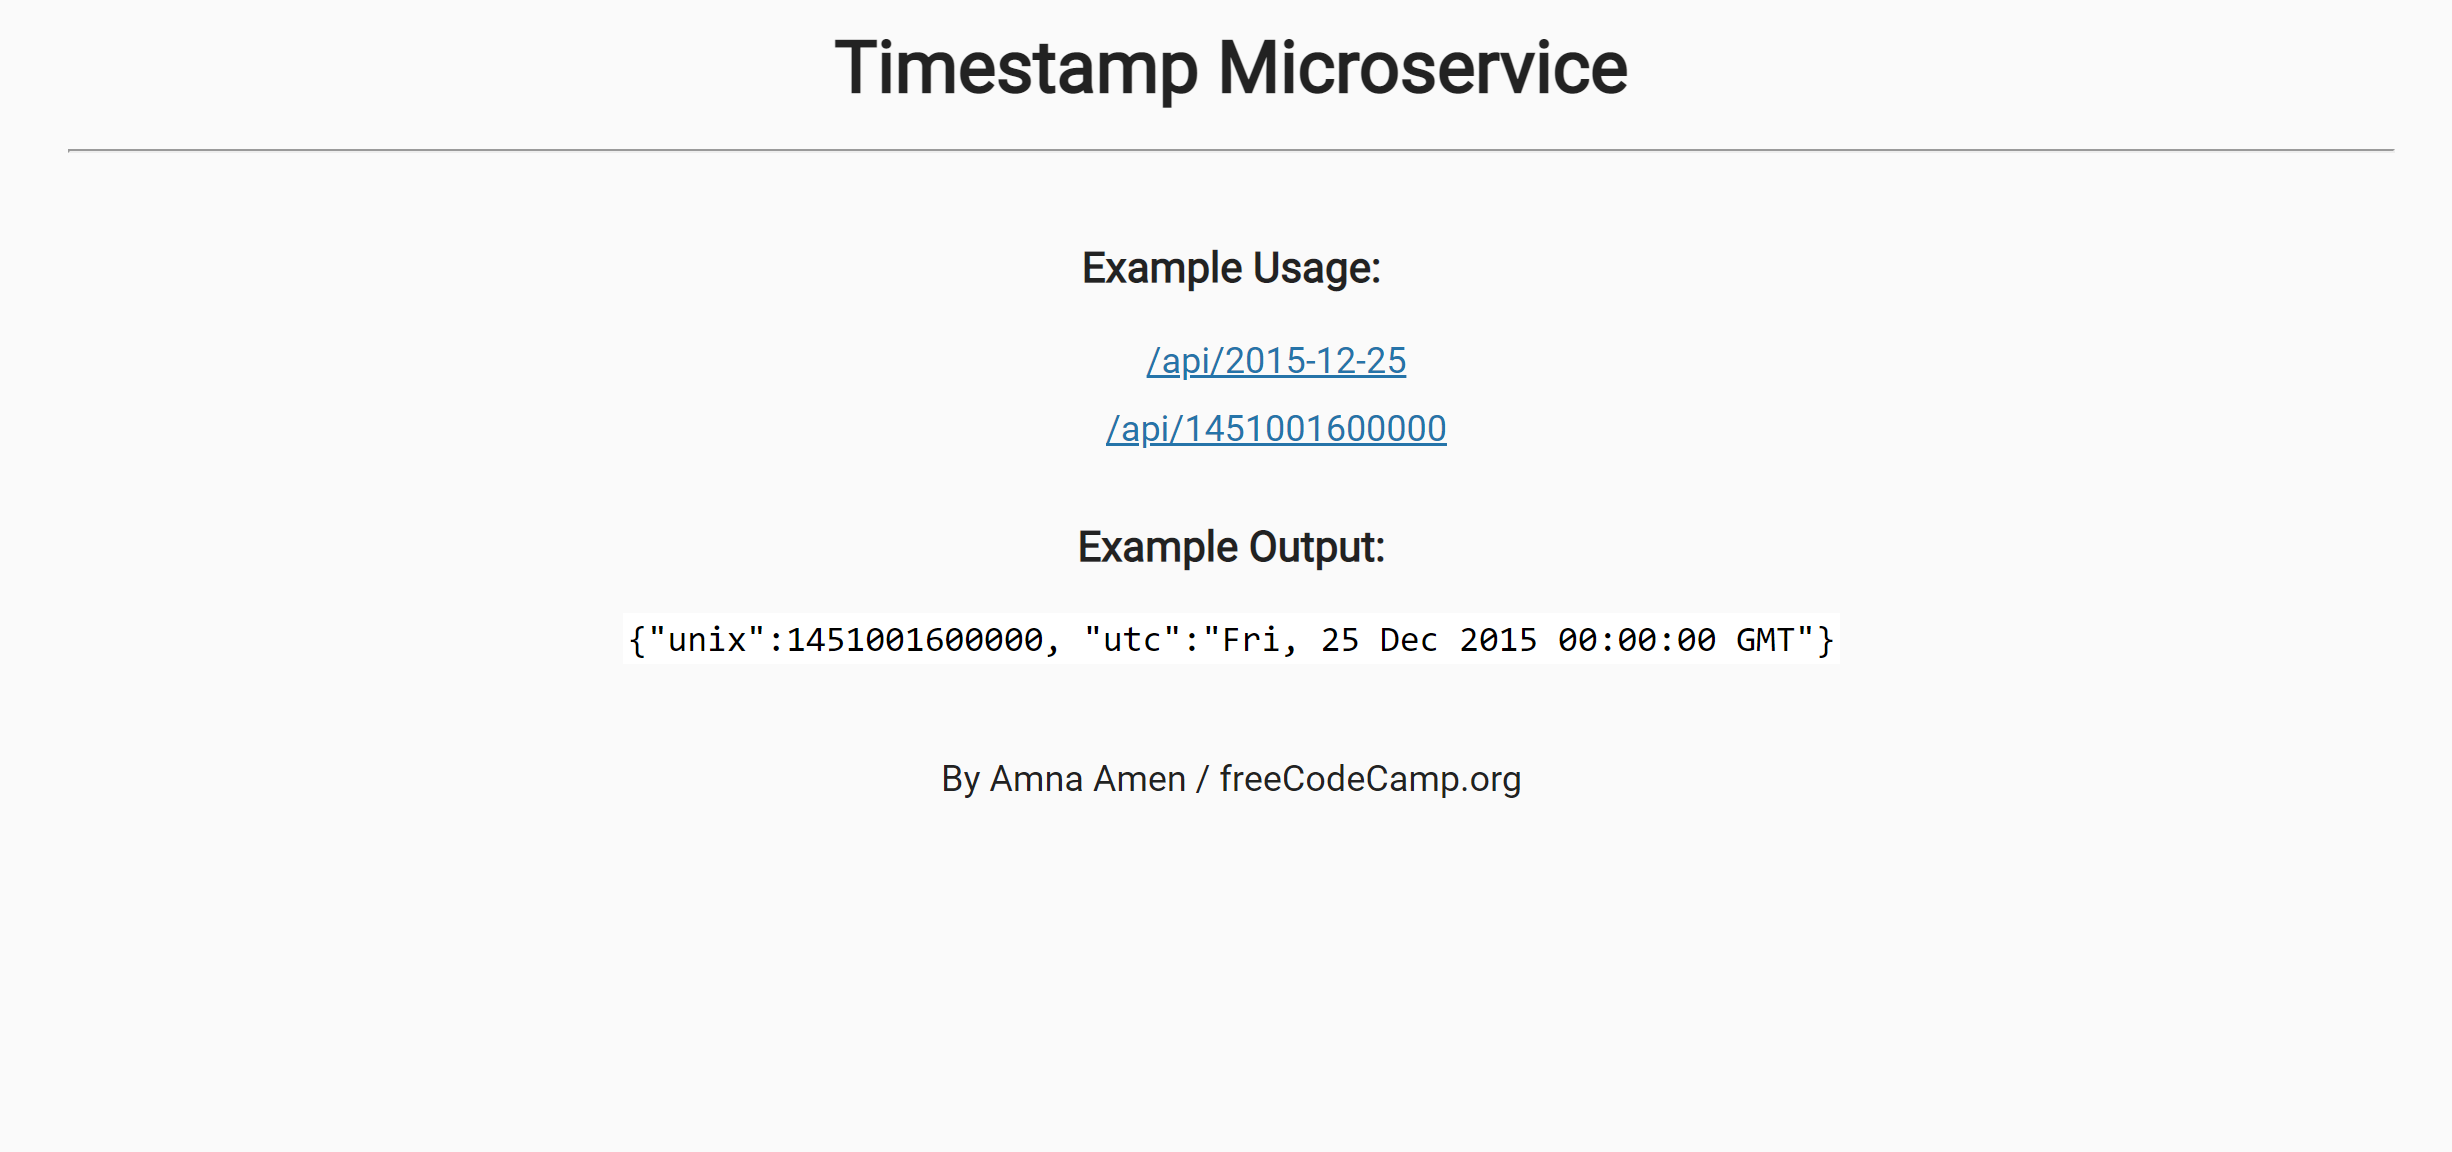 Timestamp Microservice
Example Usage:
/api/2015-12-25
/api/1451001600000
Example Output:
{"unix":1451001600000, "utc":"Fri, 25 Dec 2015 00:00:00 GMT"}
By Amna Amen / freeCodeCamp.org